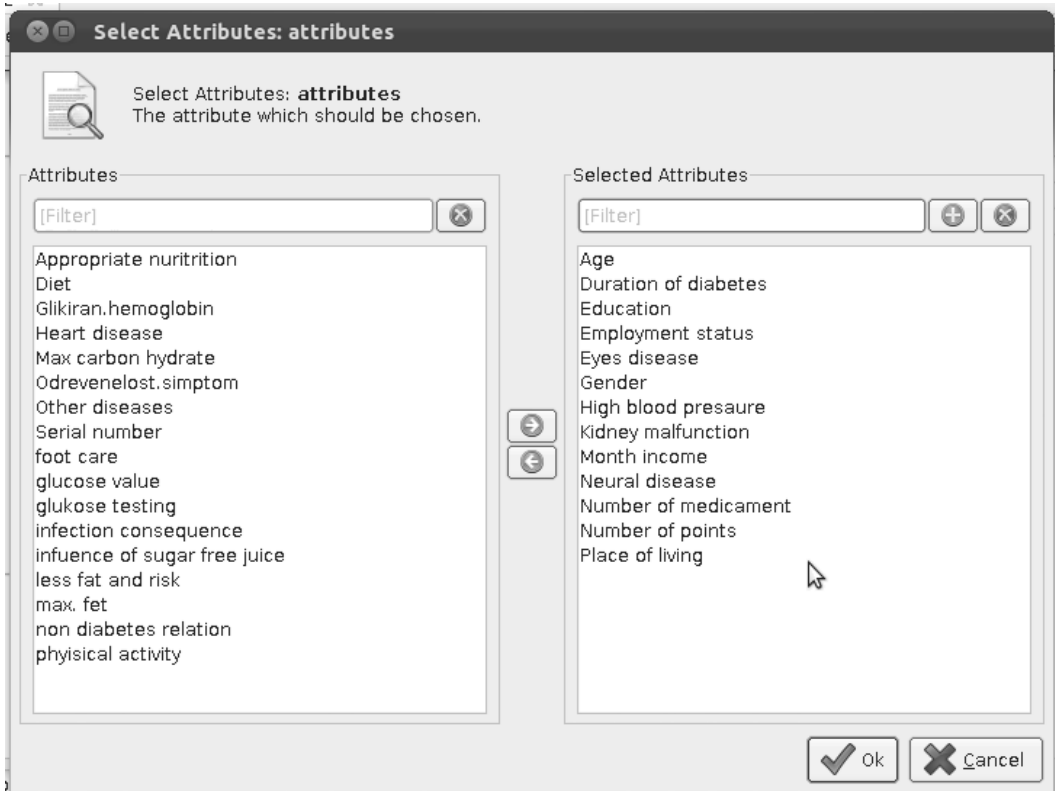 Select Attributes: attributes
Select Attributes: attributes
The attribute which should be chosen.
Attributes
[Filter]
Appropriate nuritrition
Diet
Glikiran.hemoglobin
Heart disease
Max carbon hydrate
Odrevenelost.simptom
Other diseases
Serial number
foot care
glucose value
glukose testing
infection consequence
infuence of sugar free juice
less fat and risk
max. fet
non diabetes relation
phyisical activity
Selected Attributes
[Filter]
Age
Duration of diabetes
Education
Employment status
Eyes disease
Gender
High blood presaure
Kidney malfunction
Month income
Neural disease
Number of medicament
Number of points
Place of living
Ok
Cancel